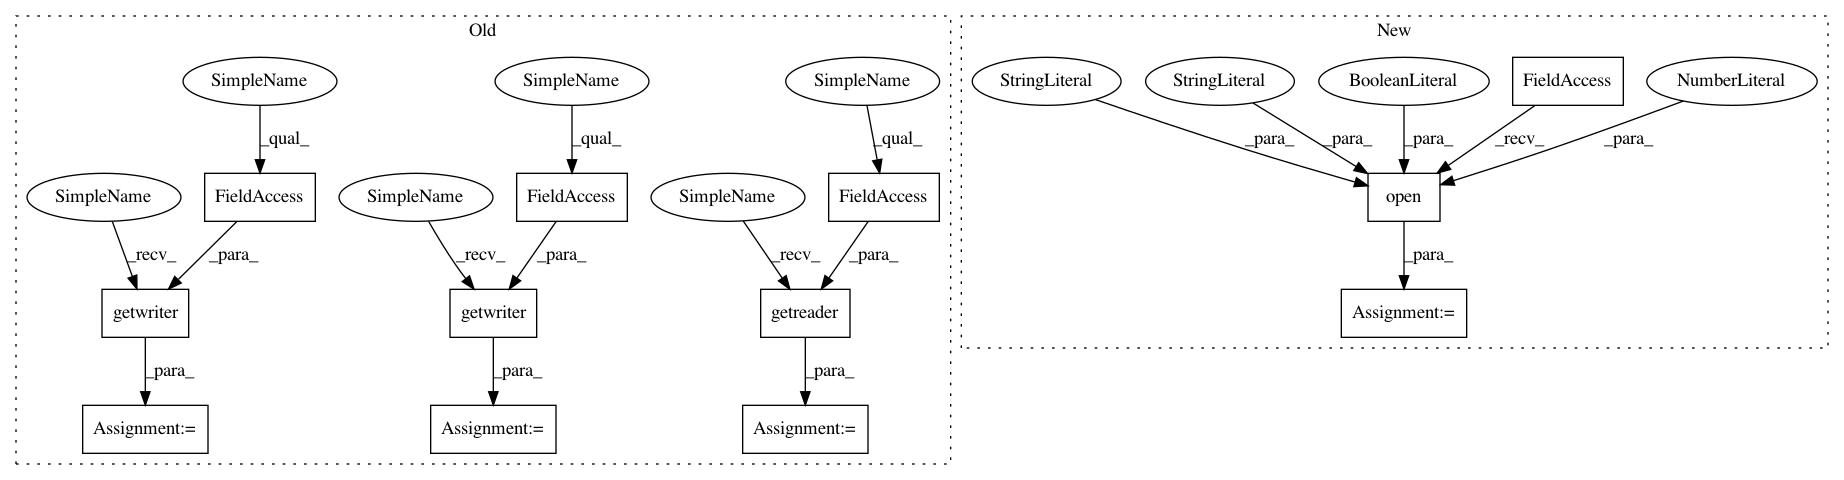 Old
New
SimpleName
SimpleName
SimpleName
StringLiteral
StringLiteral
BooleanLiteral
FieldAccess
NumberLiteral
_qual_
_qual_
_qual_
_para_
_para_
_para_
_recv_
_para_
SimpleName
FieldAccess
SimpleName
FieldAccess
SimpleName
FieldAccess
open
_recv_
_para_
_recv_
_para_
_recv_
_para_
_para_
getwriter
getwriter
getreader
Assignment:=
_para_
_para_
_para_
Assignment:=
Assignment:=
Assignment:=